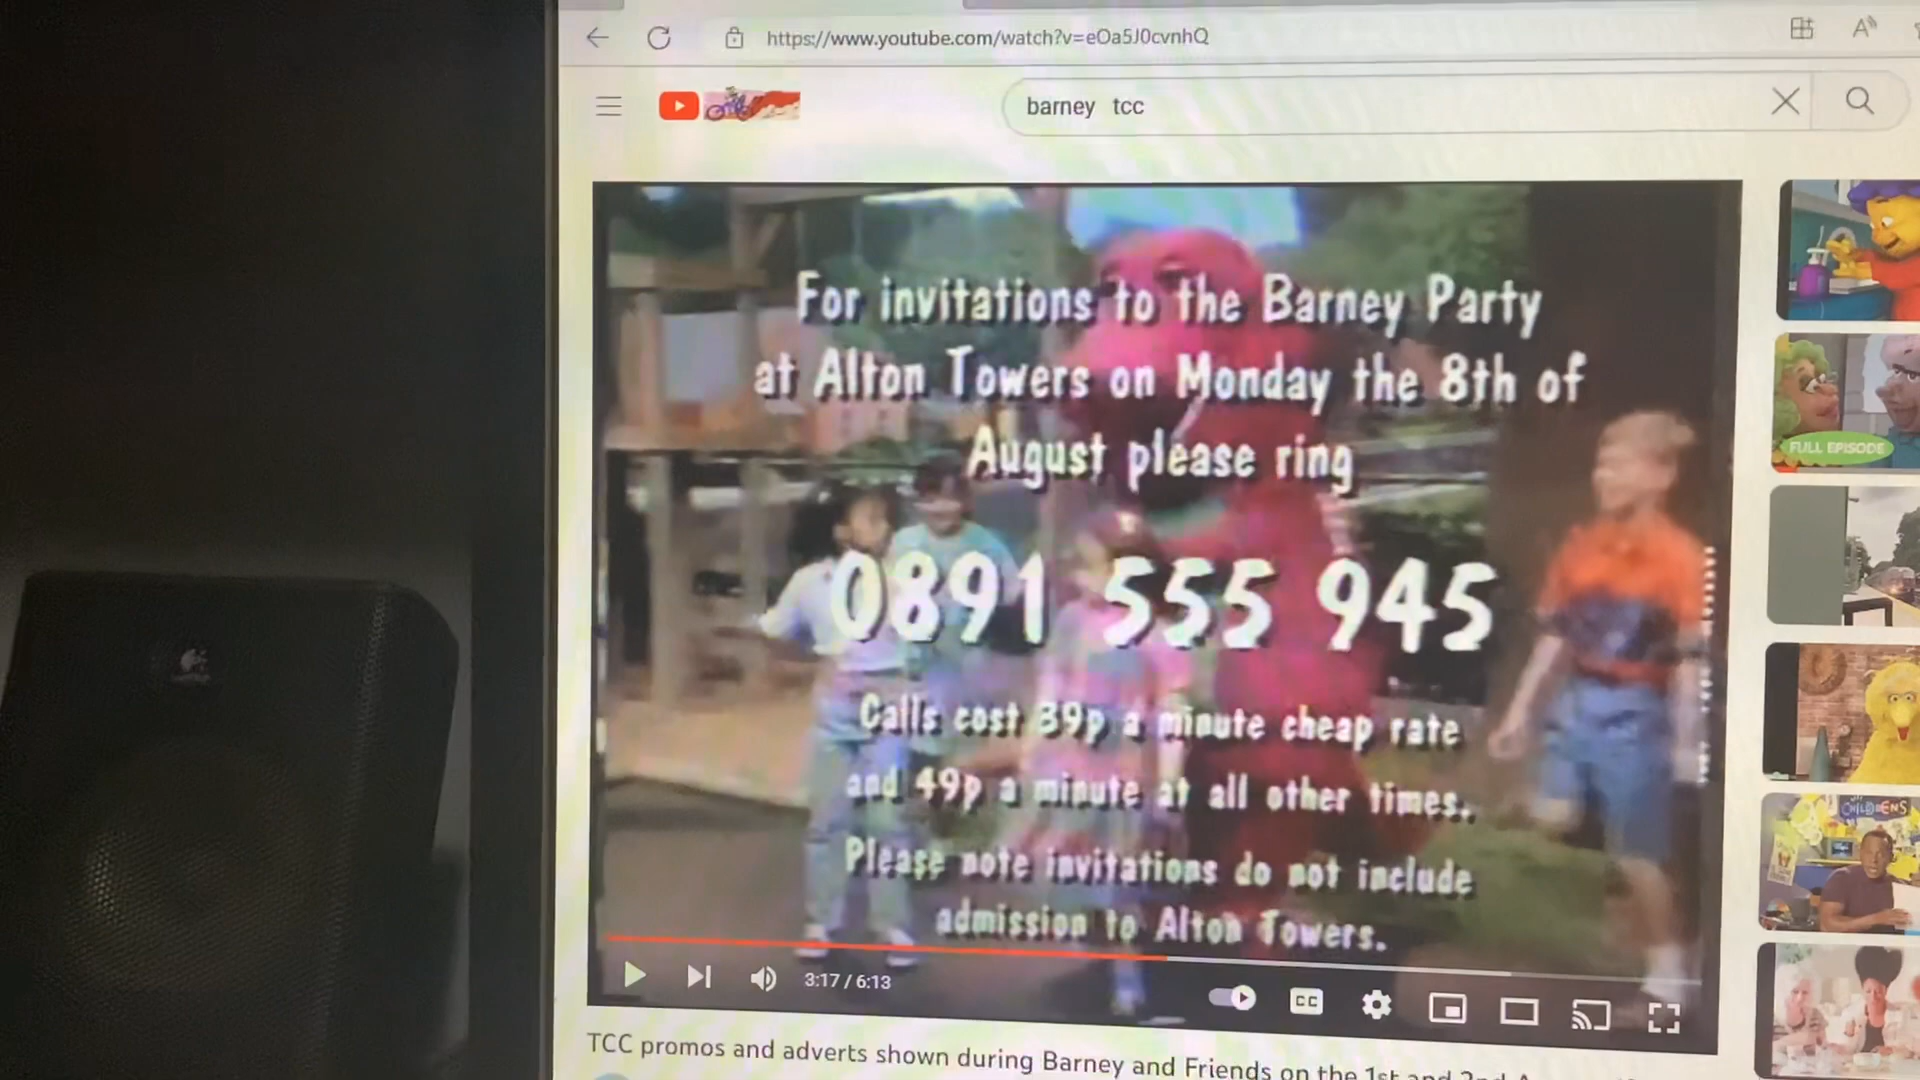 https://www.youtube.com/watch?v=eOa5J0cvnhQ
barney tcc
For invitations to the Barney Party
at Alton Towers on Monday the 8th of
August please ring
0891 555 945
Calls cost 39p a minute cheap rate
and 49p a minute at all other times.
Please note invitations do not include
admission to Alton Towers.
3:17 / 6:13
CC
TCC promos and adverts shown during Barney and Friends on the 1st and 2nd
FULL EPISODE
CHILDRENS